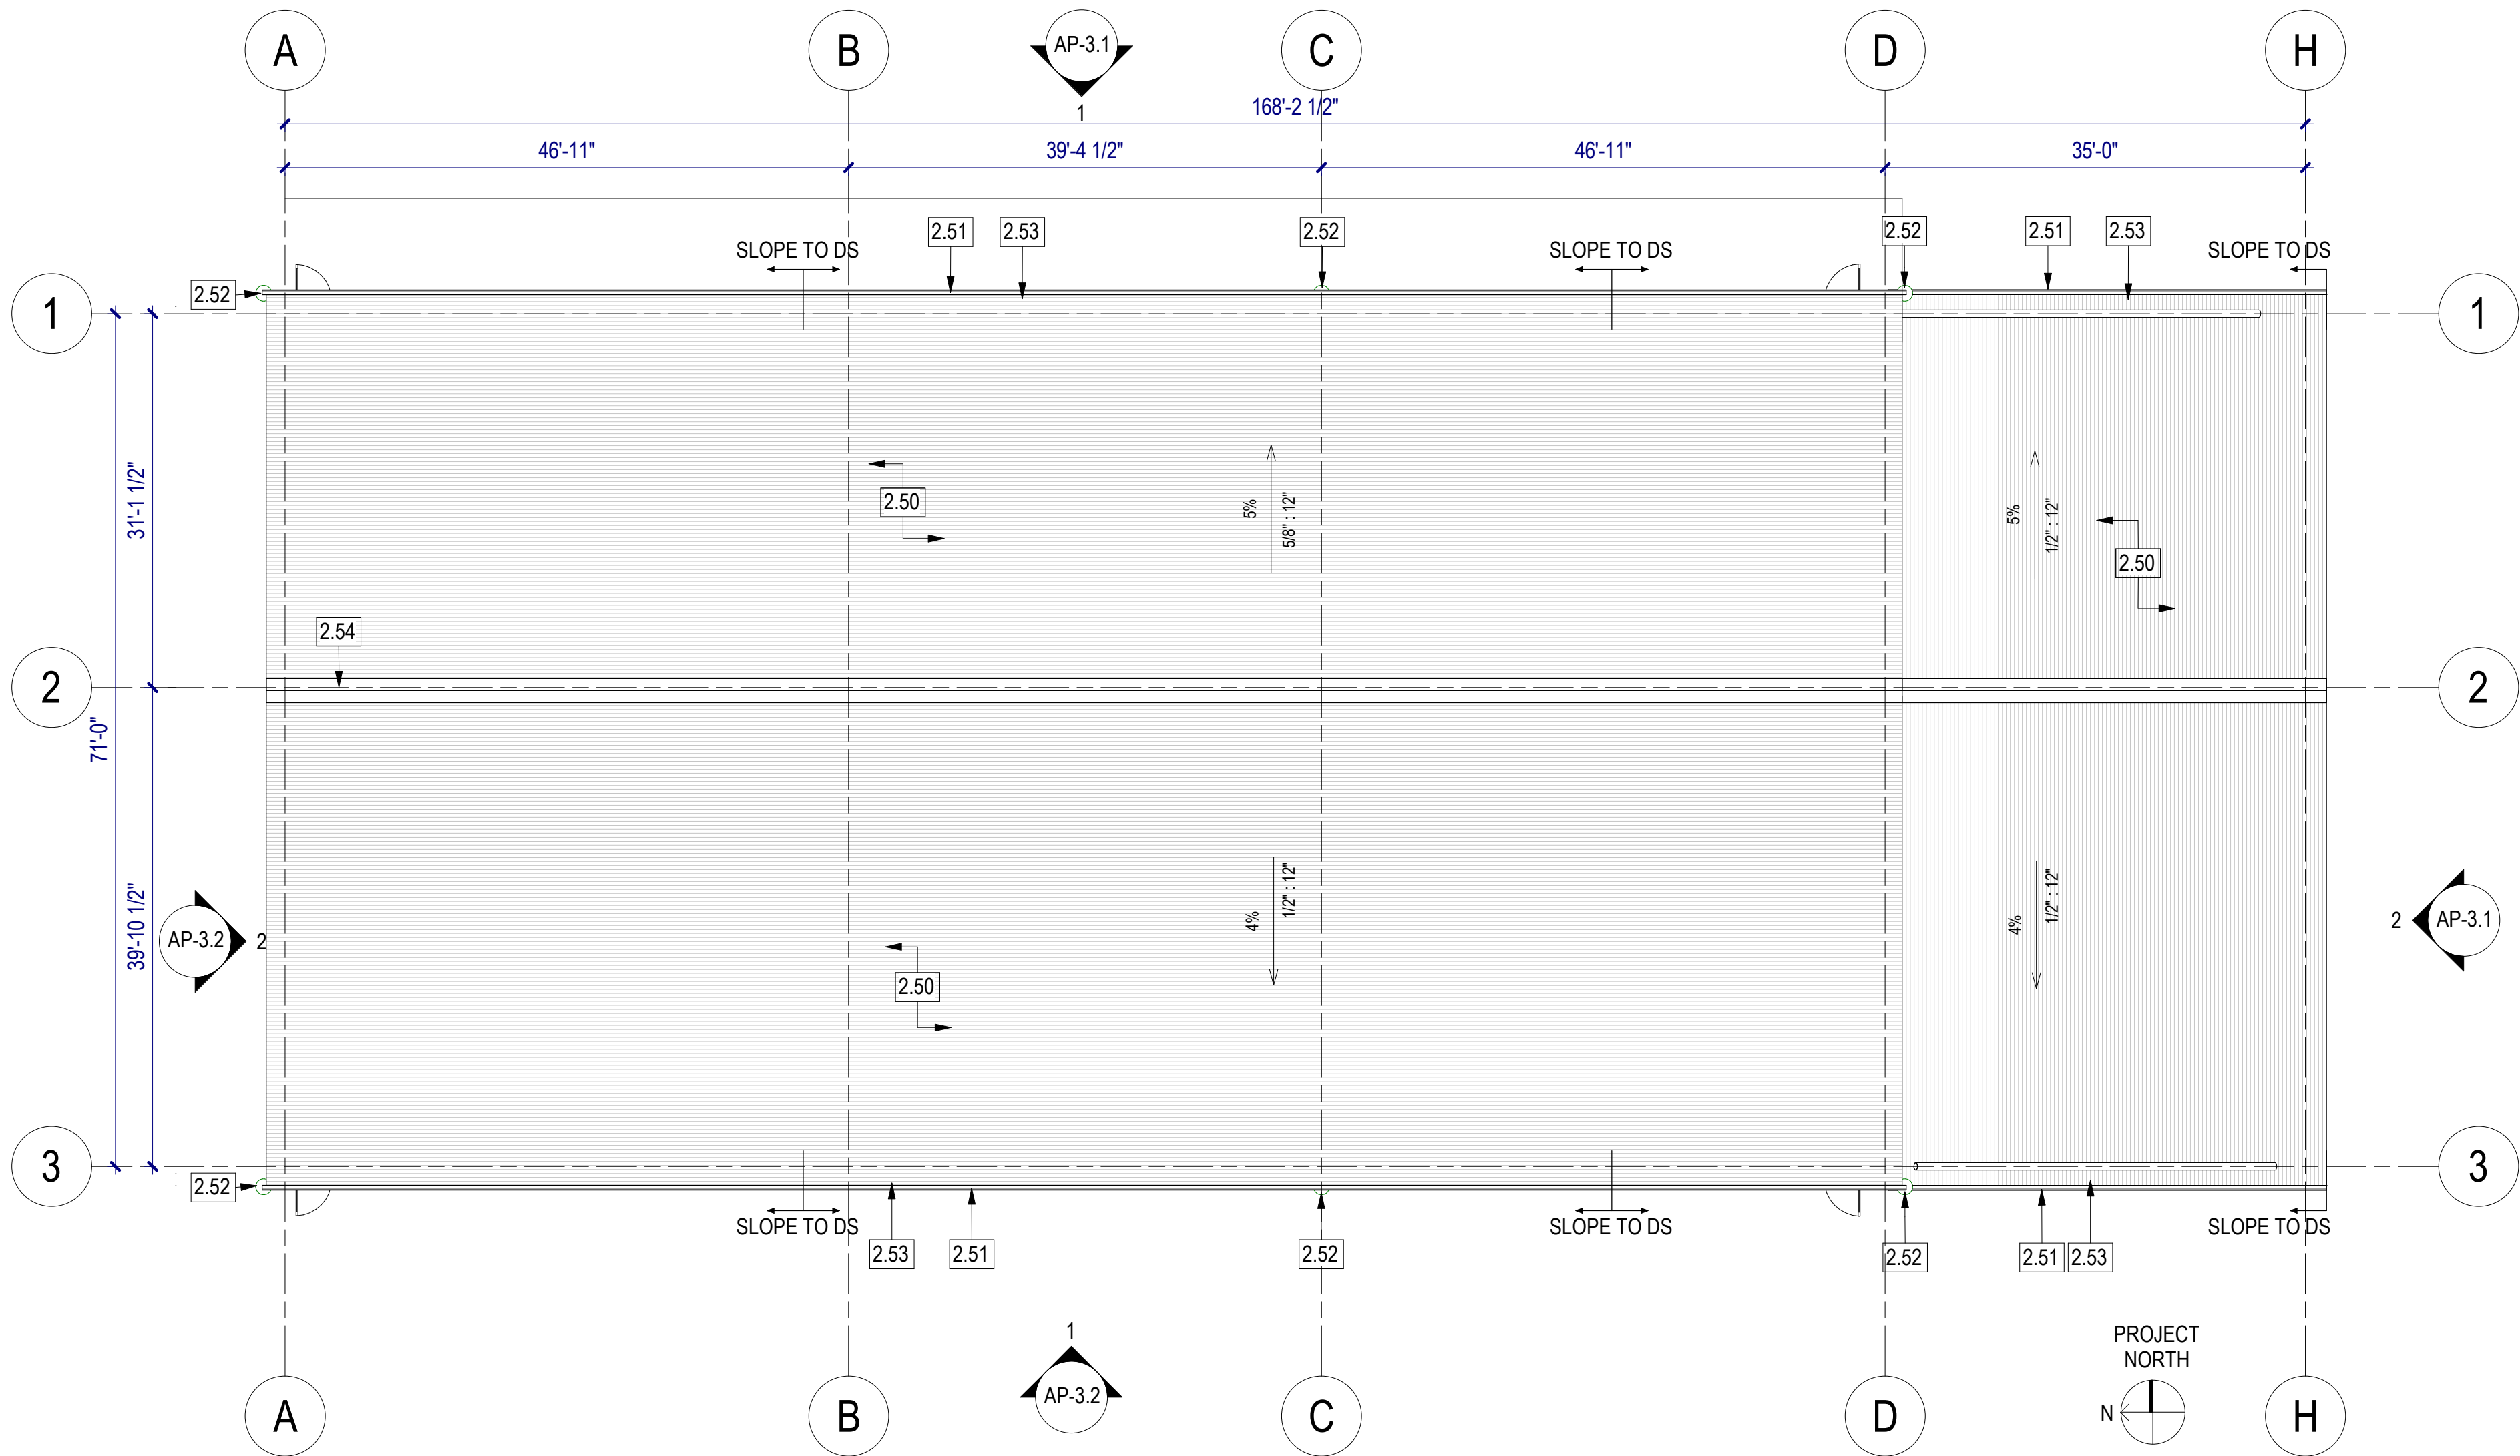 A B C D H
AP-3.1
1
168'-2 1/2"
46'-11" 39'-4 1/2" 46'-11" 35'-0"
2.51 2.53 2.52 2.52 2.51 2.53
SLOPE TO DS SLOPE TO DS SLOPE TO DS
2.52
1 1
31'-1 1/2"
2.50
5%
5/8" : 12"
5%
1/2" : 12"
2.50
2.54
2 2
71'-0"
39'-10 1/2"
4%
1/2" : 12"
4%
1/2" : 12"
AP-3.2 2
2 AP-3.1
2.50
3 3
2.52
SLOPE TO DS SLOPE TO DS SLOPE TO DS
2.53 2.51 2.52 2.52 2.51 2.53
1
AP-3.2
PROJECT
NORTH
N
A B C D H